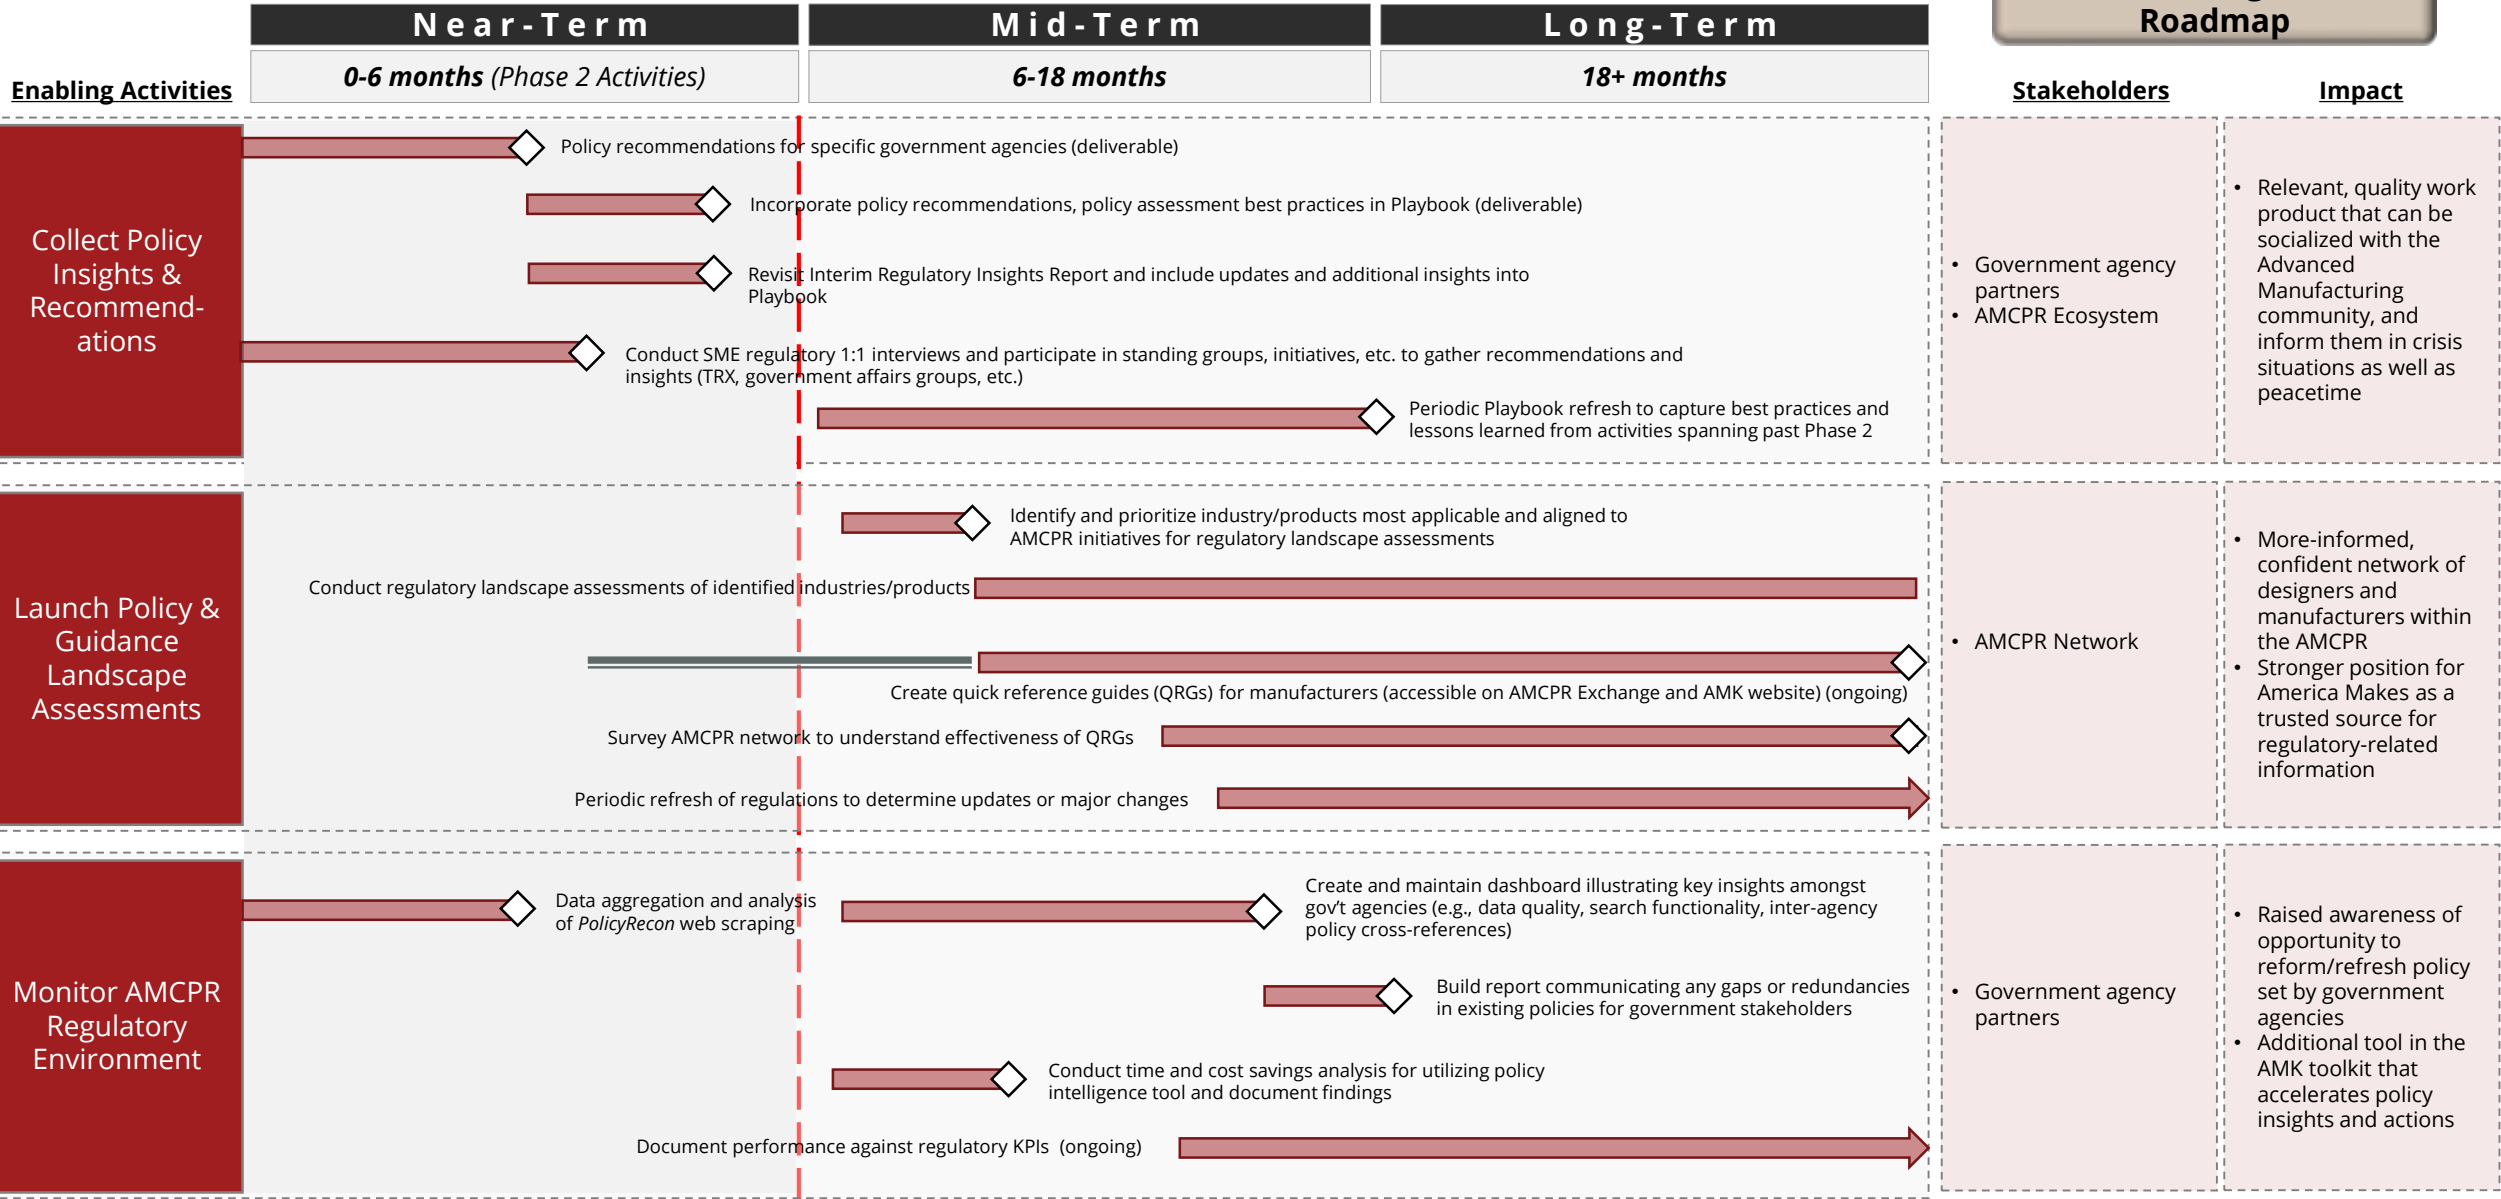 Roadmap
Near-Term
Mid-Term
Long-Term
Enabling Activities
0-6 months (Phase 2 Activities)
6-18 months
18+ months
Stakeholders
Impact
Collect Policy
Insights &
Recommend-
ations
Policy recommendations for specific government agencies (deliverable)
Incorporate policy recommendations, policy assessment best practices in Playbook (deliverable)
Revisit Interim Regulatory Insights Report and include updates and additional insights into
Playbook
Conduct SME regulatory 1:1 interviews and participate in standing groups, initiatives, etc. to gather recommendations and
insights (TRX, government affairs groups, etc.)
Periodic Playbook refresh to capture best practices and
lessons learned from activities spanning past Phase 2
• Government agency
partners
• AMCPR Ecosystem
• Relevant, quality work
product that can be
socialized with the
Advanced
Manufacturing
community, and
inform them in crisis
situations as well as
peacetime
Launch Policy &
Guidance
Landscape
Assessments
Identify and prioritize industry/products most applicable and aligned to
AMCPR initiatives for regulatory landscape assessments
Conduct regulatory landscape assessments of identified industries/products
Create quick reference guides (QRGs) for manufacturers (accessible on AMCPR Exchange and AMK website) (ongoing)
Survey AMCPR network to understand effectiveness of QRGs
Periodic refresh of regulations to determine updates or major changes
• AMCPR Network
• More-informed,
confident network of
designers and
manufacturers within
the AMCPR
• Stronger position for
America Makes as a
trusted source for
regulatory-related
information
Monitor AMCPR
Regulatory
Environment
Data aggregation and analysis
of PolicyRecon web scraping
Create and maintain dashboard illustrating key insights amongst
gov't agencies (e.g., data quality, search functionality, inter-agency
policy cross-references)
Build report communicating any gaps or redundancies
in existing policies for government stakeholders
Conduct time and cost savings analysis for utilizing policy
intelligence tool and document findings
Document performance against regulatory KPIs (ongoing)
• Government agency
partners
• Raised awareness of
opportunity to
reform/refresh policy
set by government
agencies
• Additional tool in the
AMK toolkit that
accelerates policy
insights and actions